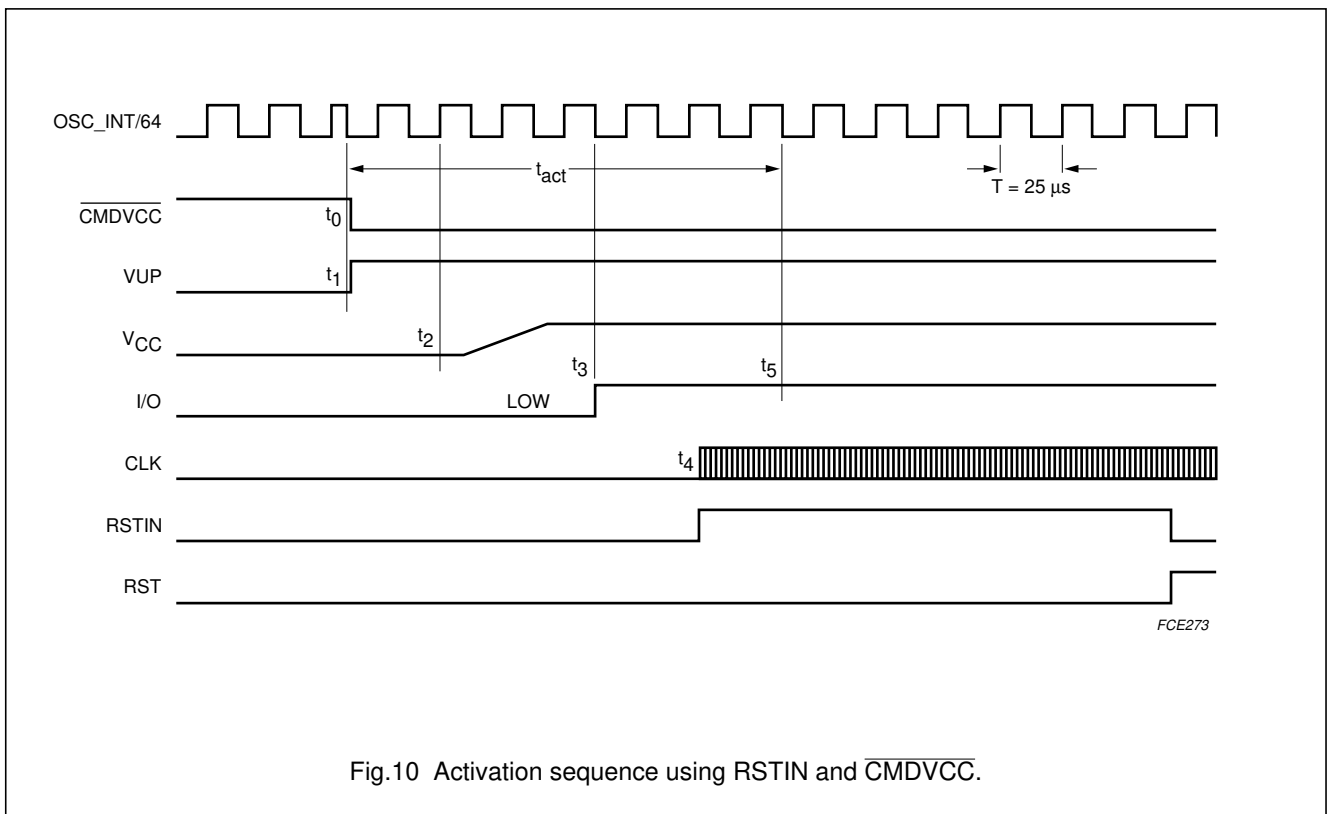 OSC_INT/64
tact
T = 25 μs
CMDVCC
t0
VUP
t1
VCC
t2
t3
t5
I/O
LOW
CLK
t4
RSTIN
RST
FCE273
Fig.10 Activation sequence using RSTIN and CMDVCC.